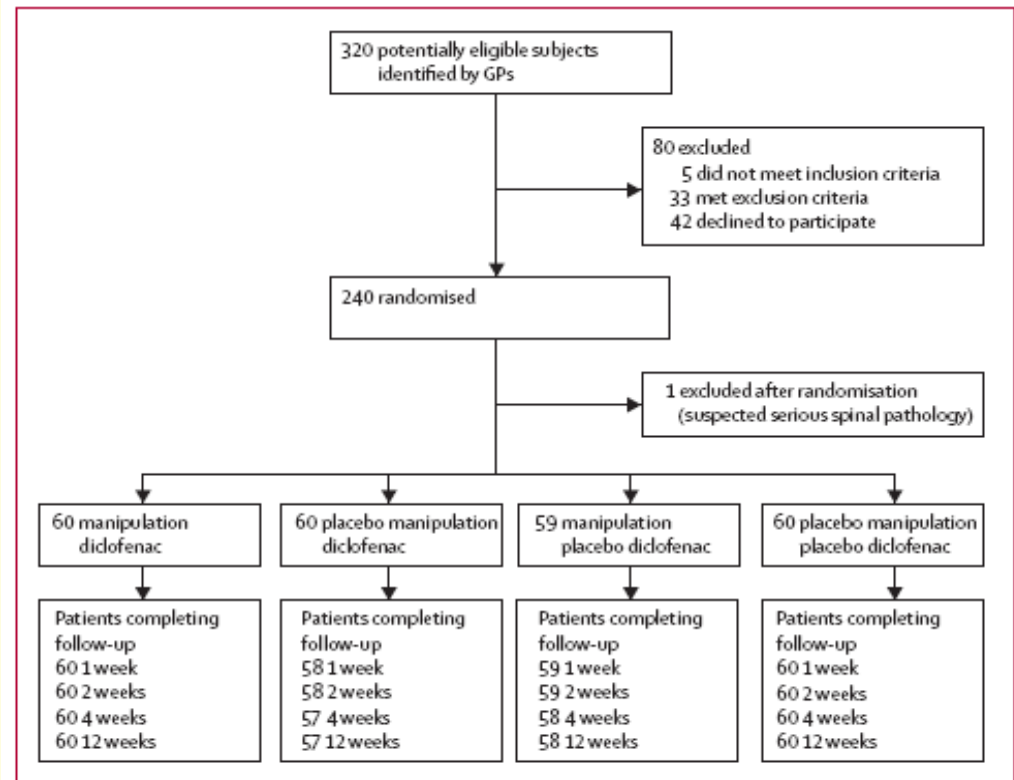 320 potentially eligible subjects
identified by GPs
80 excluded
5 did not meet inclusion criteria
33 met exclusion criteria
42 declined to participate
240 randomised
1 excluded after randomisation
(suspected serious spinal pathology)
60 manipulation
diclofenac
60 placebo manipulation
diclofenac
59 manipulation
placebo diclofenac
60 placebo manipulation
placebo diclofenac
Patients completing
follow-up
60 1 week
60 2 weeks
60 4 weeks
60 12 weeks
Patients completing
follow-up
58 1 week
58 2 weeks
57 4 weeks
57 12 weeks
Patients completing
follow-up
59 1 week
59 2 weeks
58 4 weeks
58 12 weeks
Patients completing
follow-up
60 1 week
60 2 weeks
60 4 weeks
60 12 weeks